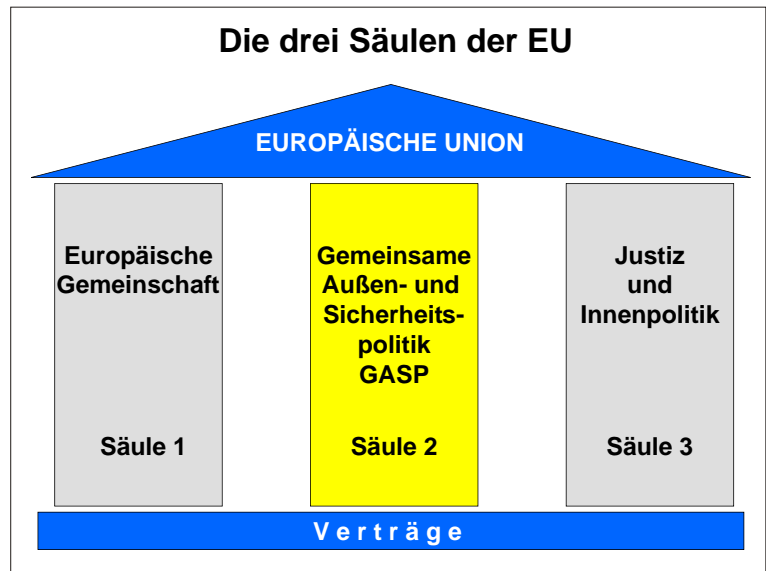 Die drei Säulen der EU
EUROPÄISCHE UNION
Europäische
Gemeinschaft
Säule 1
Gemeinsame
Außen- und
Sicherheits-
politik
GASP
Säule 2
Justiz
und
Innenpolitik
Säule 3
Verträge